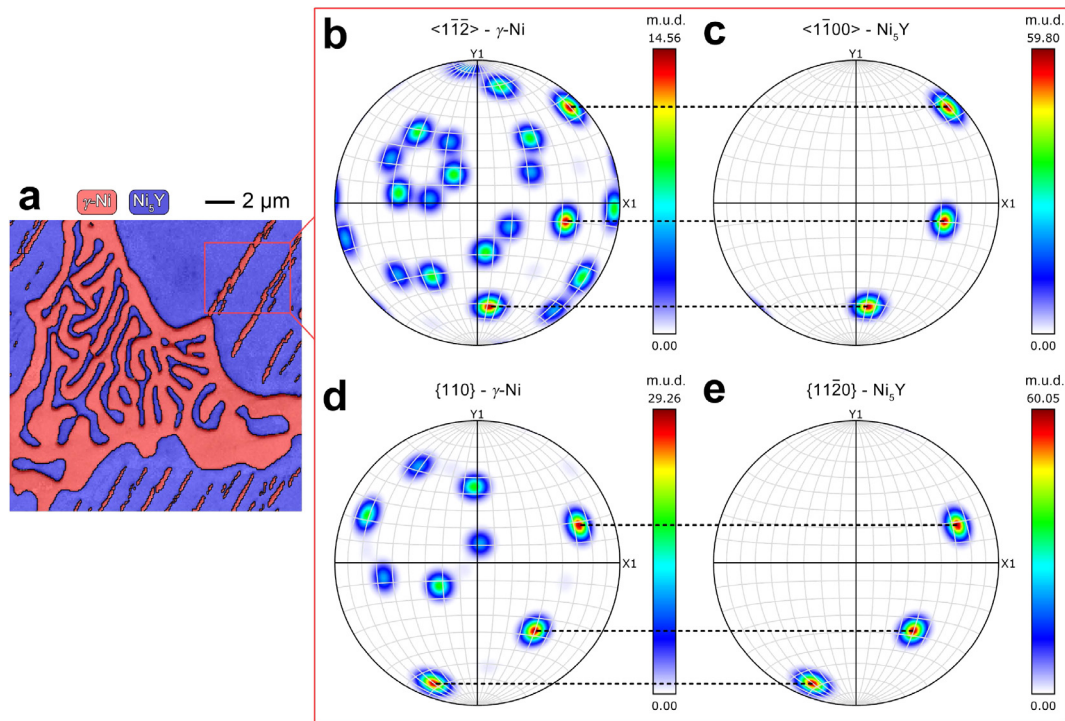 a
γ-Ni Ni₅Y 2 μm
b <11̅2̅> - γ-Ni m.u.d. 14.56
Y1
X1
0.00
c <11̅00> - Ni₅Y m.u.d. 59.80
Y1
X1
0.00
d {110} - γ-Ni m.u.d. 29.26
Y1
X1
0.00
e {112̅0} - Ni₅Y m.u.d. 60.05
Y1
X1
0.00